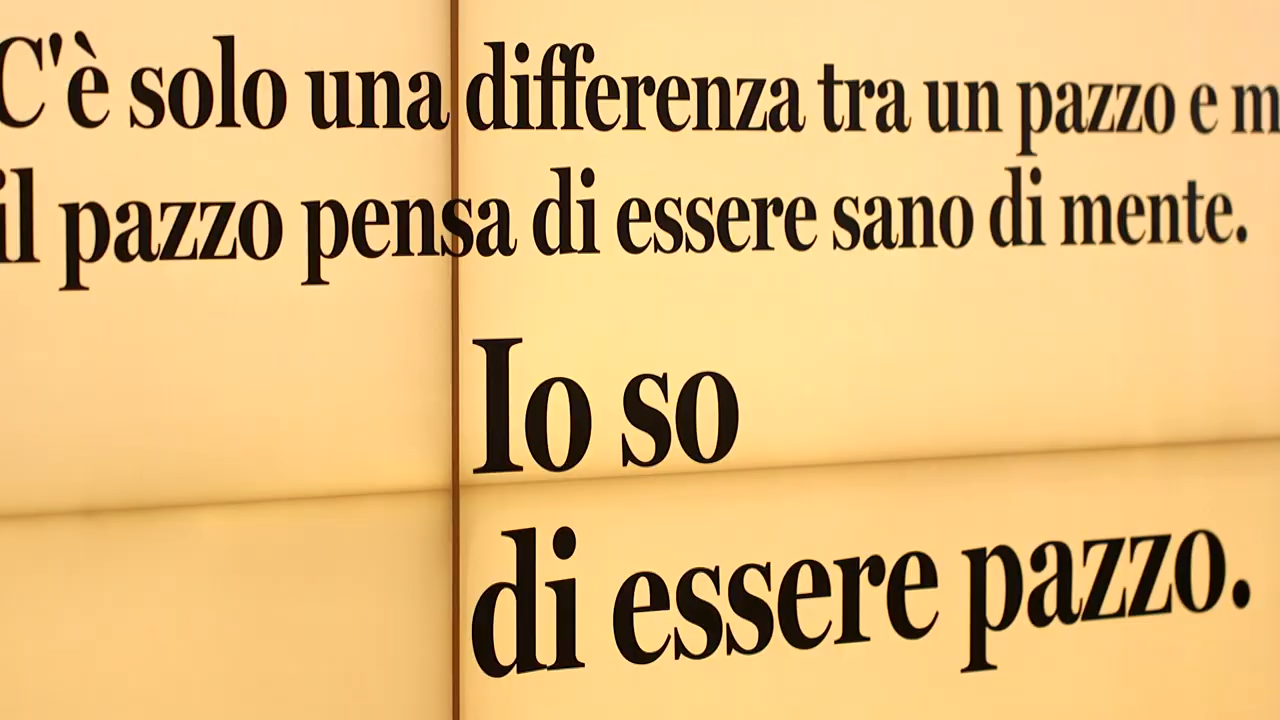 C'è solo una differenza tra un pazzo e
il pazzo pensa di essere sano di mente.
Io so
di essere pazzo.